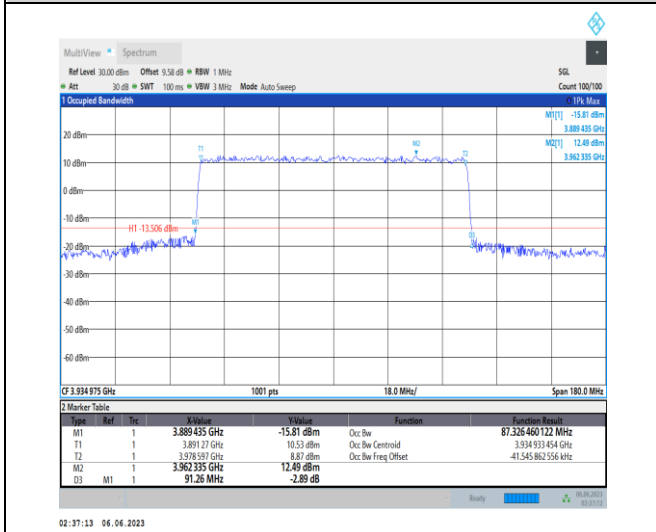 MultiView Spectrum
Ref Level 30.00 dBm Offset 9.58 dB RBW 1 MHz SGL
Att 30 dB SWT 100 ms VBW 3 MHz Mode Auto Sweep Count 100/100
1 Occupied Bandwidth 1Pk Max
M1[1] -15.81 dBm
3.889 435 GHz
20 dBm
M2[1] 12.49 dBm
T1
M2
T2
3.962 335 GHz
10 dBm
0 dBm
-10 dBm
M1
H1 -13.506 dBm
D3
-20 dBm
-30 dBm
-40 dBm
-50 dBm
-60 dBm
CF 3.934 975 GHz 1001 pts 18.0 MHz/ Span 180.0 MHz
2 Marker Table
Type Ref Trc X-Value Y-Value Function Function Result
M1 1 3.889 435 GHz -15.81 dBm Occ Bw 87.326 460 122 MHz
T1 1 3.891 27 GHz 10.53 dBm Occ Bw Centroid 3.934 933 454 GHz
T2 1 3.978 597 GHz 8.87 dBm Occ Bw Freq Offset -41.545 862 556 kHz
M2 1 3.962 335 GHz 12.49 dBm
D3 M1 1 91.26 MHz -2.89 dB
Ready 06.06.2023
02:37:12
02:37:13 06.06.2023